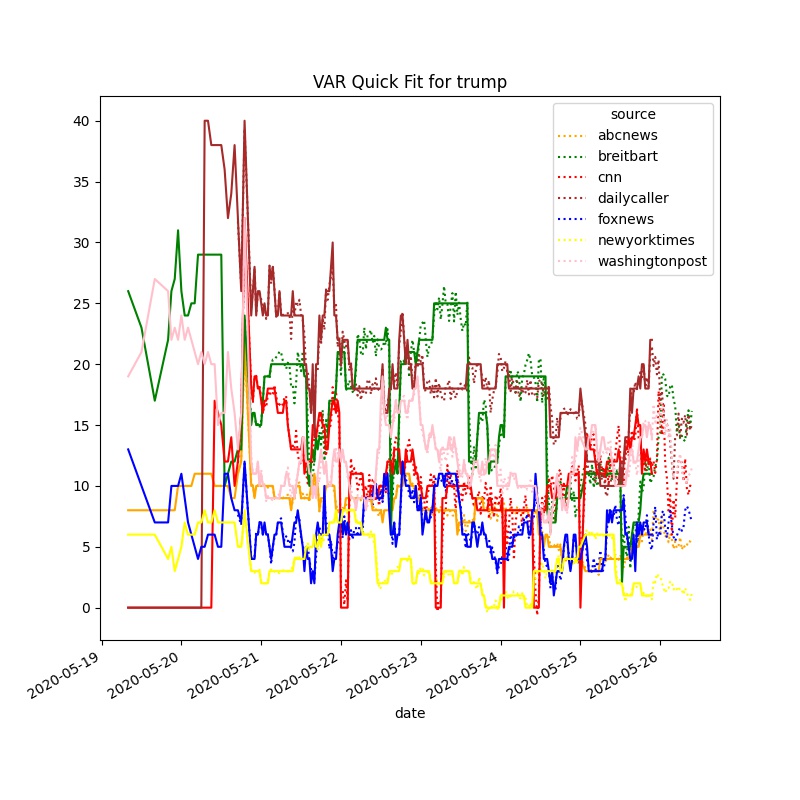 VAR Quick Fit for trump
source
abcnews
breitbart
cnn
dailycaller
foxnews
newyorktimes
washingtonpost
40
35
30
25
20
15
10
5
0
2020-05-19
2020-05-20
2020-05-21
2020-05-22
2020-05-23
2020-05-24
2020-05-25
2020-05-26
date